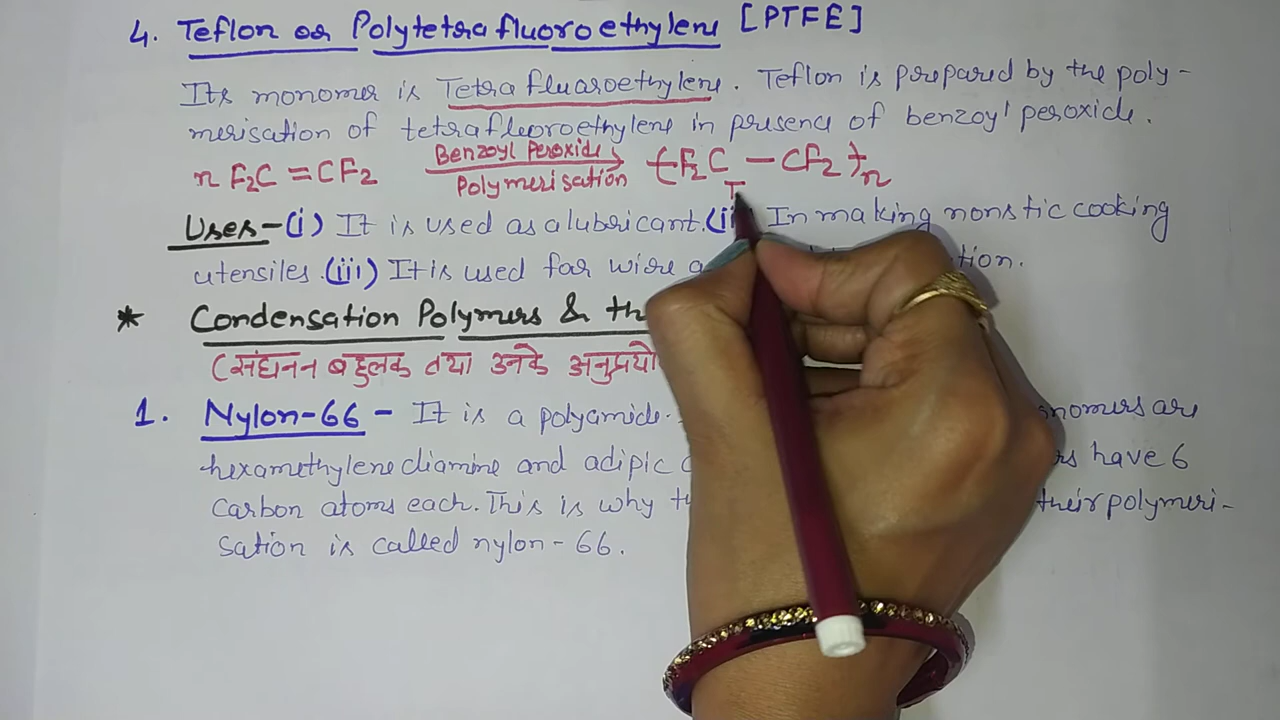 4. Teflon or Polytetrafluoroethylene [PTFE]
Its monomer is Tetrafluoroethylene. Teflon is prepared by the poly-
merisation of tetrafluoroethylene in presence of benzoyl peroxide.
n F₂C = CF₂ Benzoyl Peroxide Polymerisation (F₂C — CF₂)n
T
Uses - (i) It is used as a lubricant. (ii) In making nonstic cooking
utensiles. (iii) It is used for wire
* Condensation Polymers & th
(संघनन बहुलक तथा उनके अनुप्रयो
1. Nylon-66 - It is a polyamide. nomers are
hexamethylenediamine and adipic have 6
carbon atoms each. This is why their polymeri-
sation is called nylon-66.